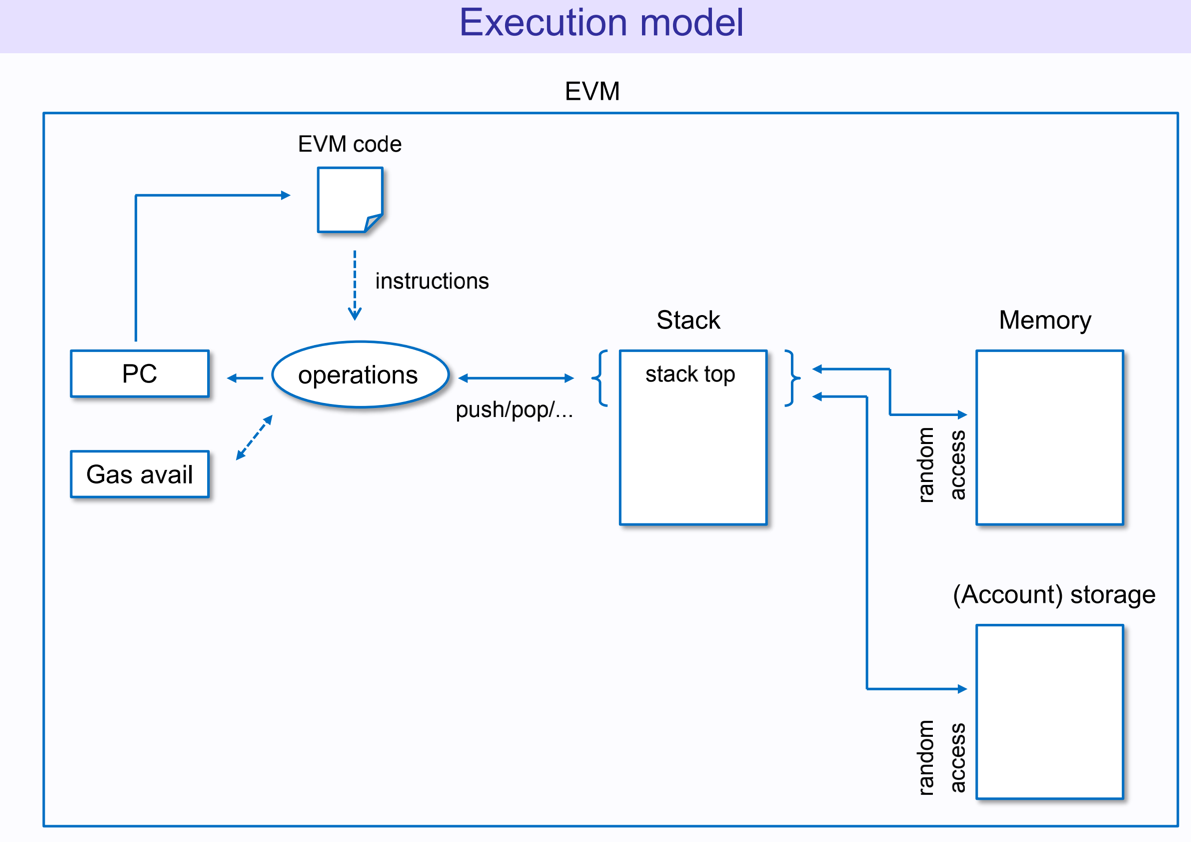 Execution model
EVM
EVM code
instructions
Stack
Memory
PC
operations
stack top
push/pop/...
random
access
Gas avail
(Account) storage
random
access